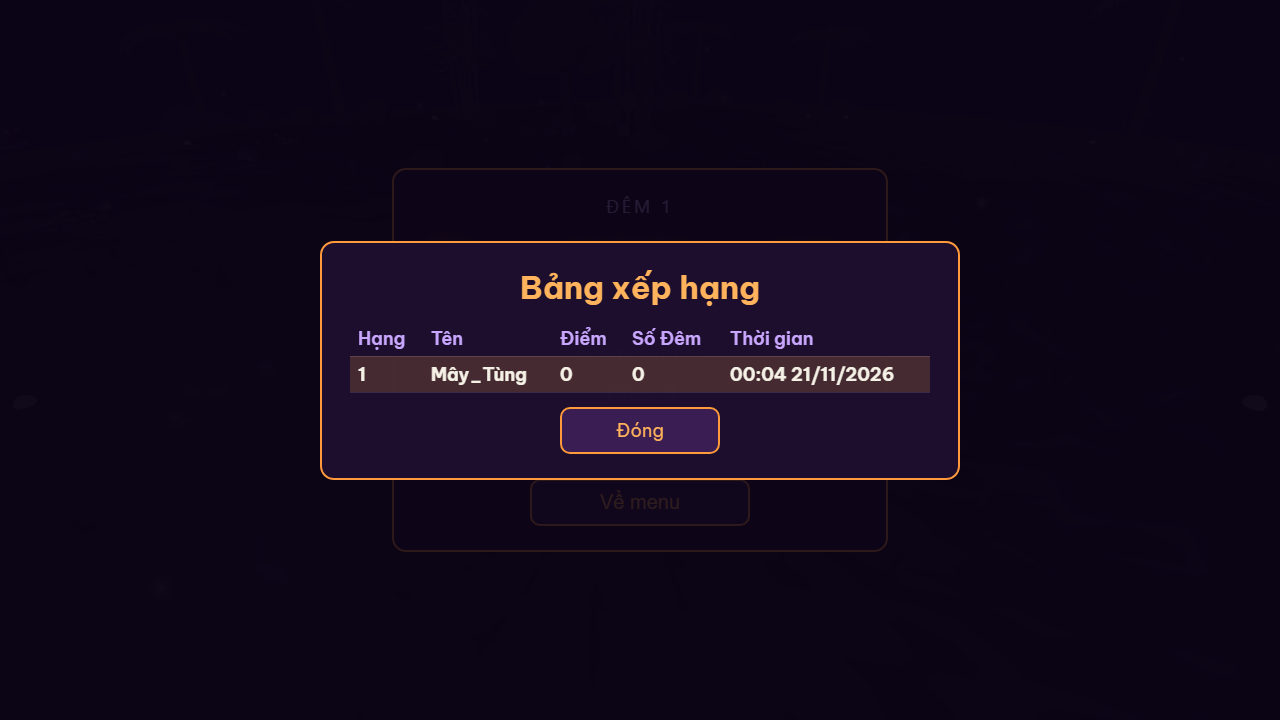 ĐÊM 1
Bảng xếp hạng
Hạng Tên Điểm Số Đêm Thời gian
1 Mây_Tùng 0 0 00:04 21/11/2026
Đóng
Về menu